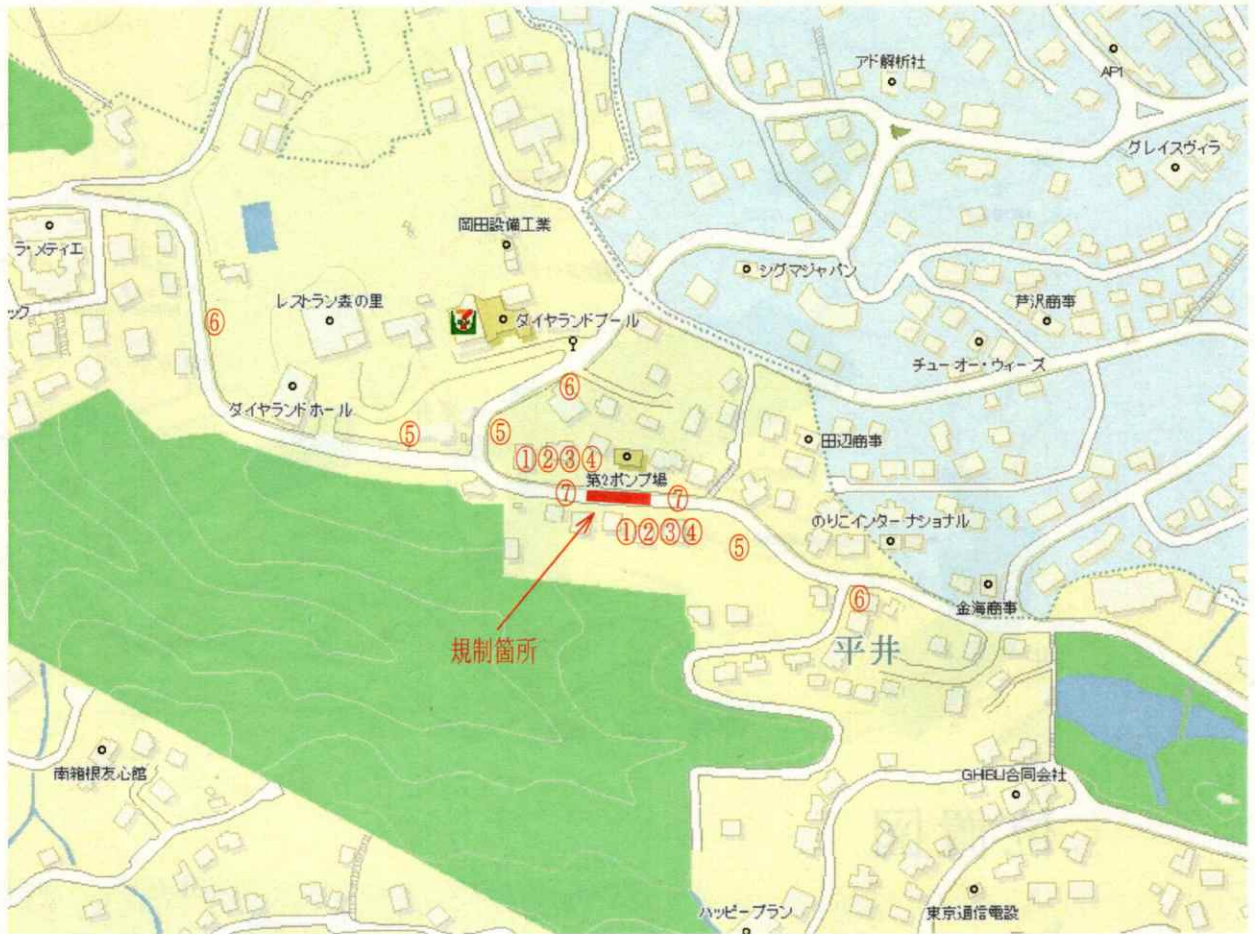 アド解析社
AP1
グレイスヴィラ
岡田設備工業
ラ・メティエ
シグマジャパン
芦沢商事
ック
レストラン森の里
ダイヤランドプール
⑥
チューオー・ウィーズ
⑥
ダイヤランドホール
⑤
⑤
田辺商事
①②③④
第2ポンプ場
⑦
⑦
①②③④
のりこインターナショナル
⑤
⑥
金海商事
規制箇所
平井
南箱根友心館
GHBLI合同会社
ハッピープラン
東京通信電設